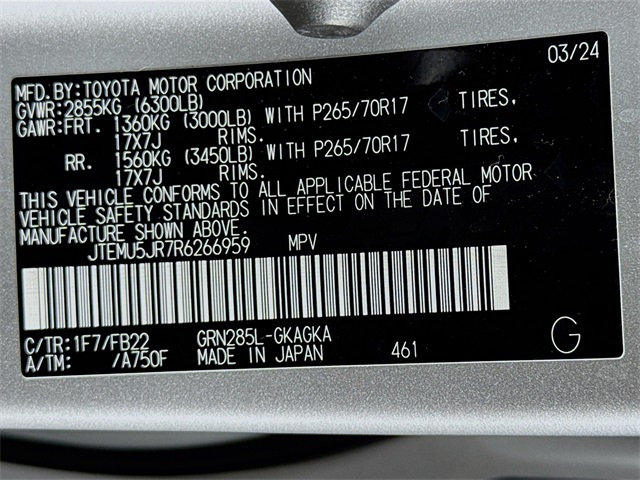 03/24
MFD.BY:TOYOTA MOTOR CORPORATION
GVWR:2855KG (6300LB)
GAWR:FRT. 1360KG (3000LB) WITH P265/70R17 TIRES,
17X7J RIMS.
RR. 1560KG (3450LB) WITH P265/70R17 TIRES,
17X7J RIMS.
THIS VEHICLE CONFORMS TO ALL APPLICABLE FEDERAL MOTOR
VEHICLE SAFETY STANDARDS IN EFFECT ON THE DATE OF
MANUFACTURE SHOWN ABOVE.
JTEMU5JR7R6266959 MPV
C/TR:1F7/FB22 GRN285L-GKAGKA
A/TM: /A750F MADE IN JAPAN 461 G